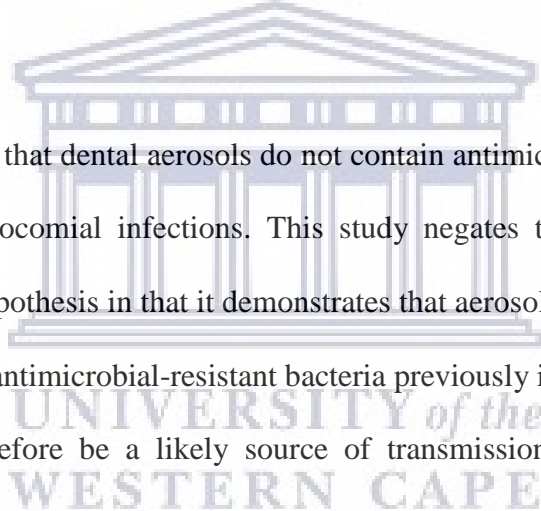 that dental aerosols do not contain antimic
ocomial infections. This study negates t
pothesis in that it demonstrates that aerosol
antimicrobial-resistant bacteria previously i
UNIVERSITY of the
efore be a likely source of transmission
WESTERN CAPE